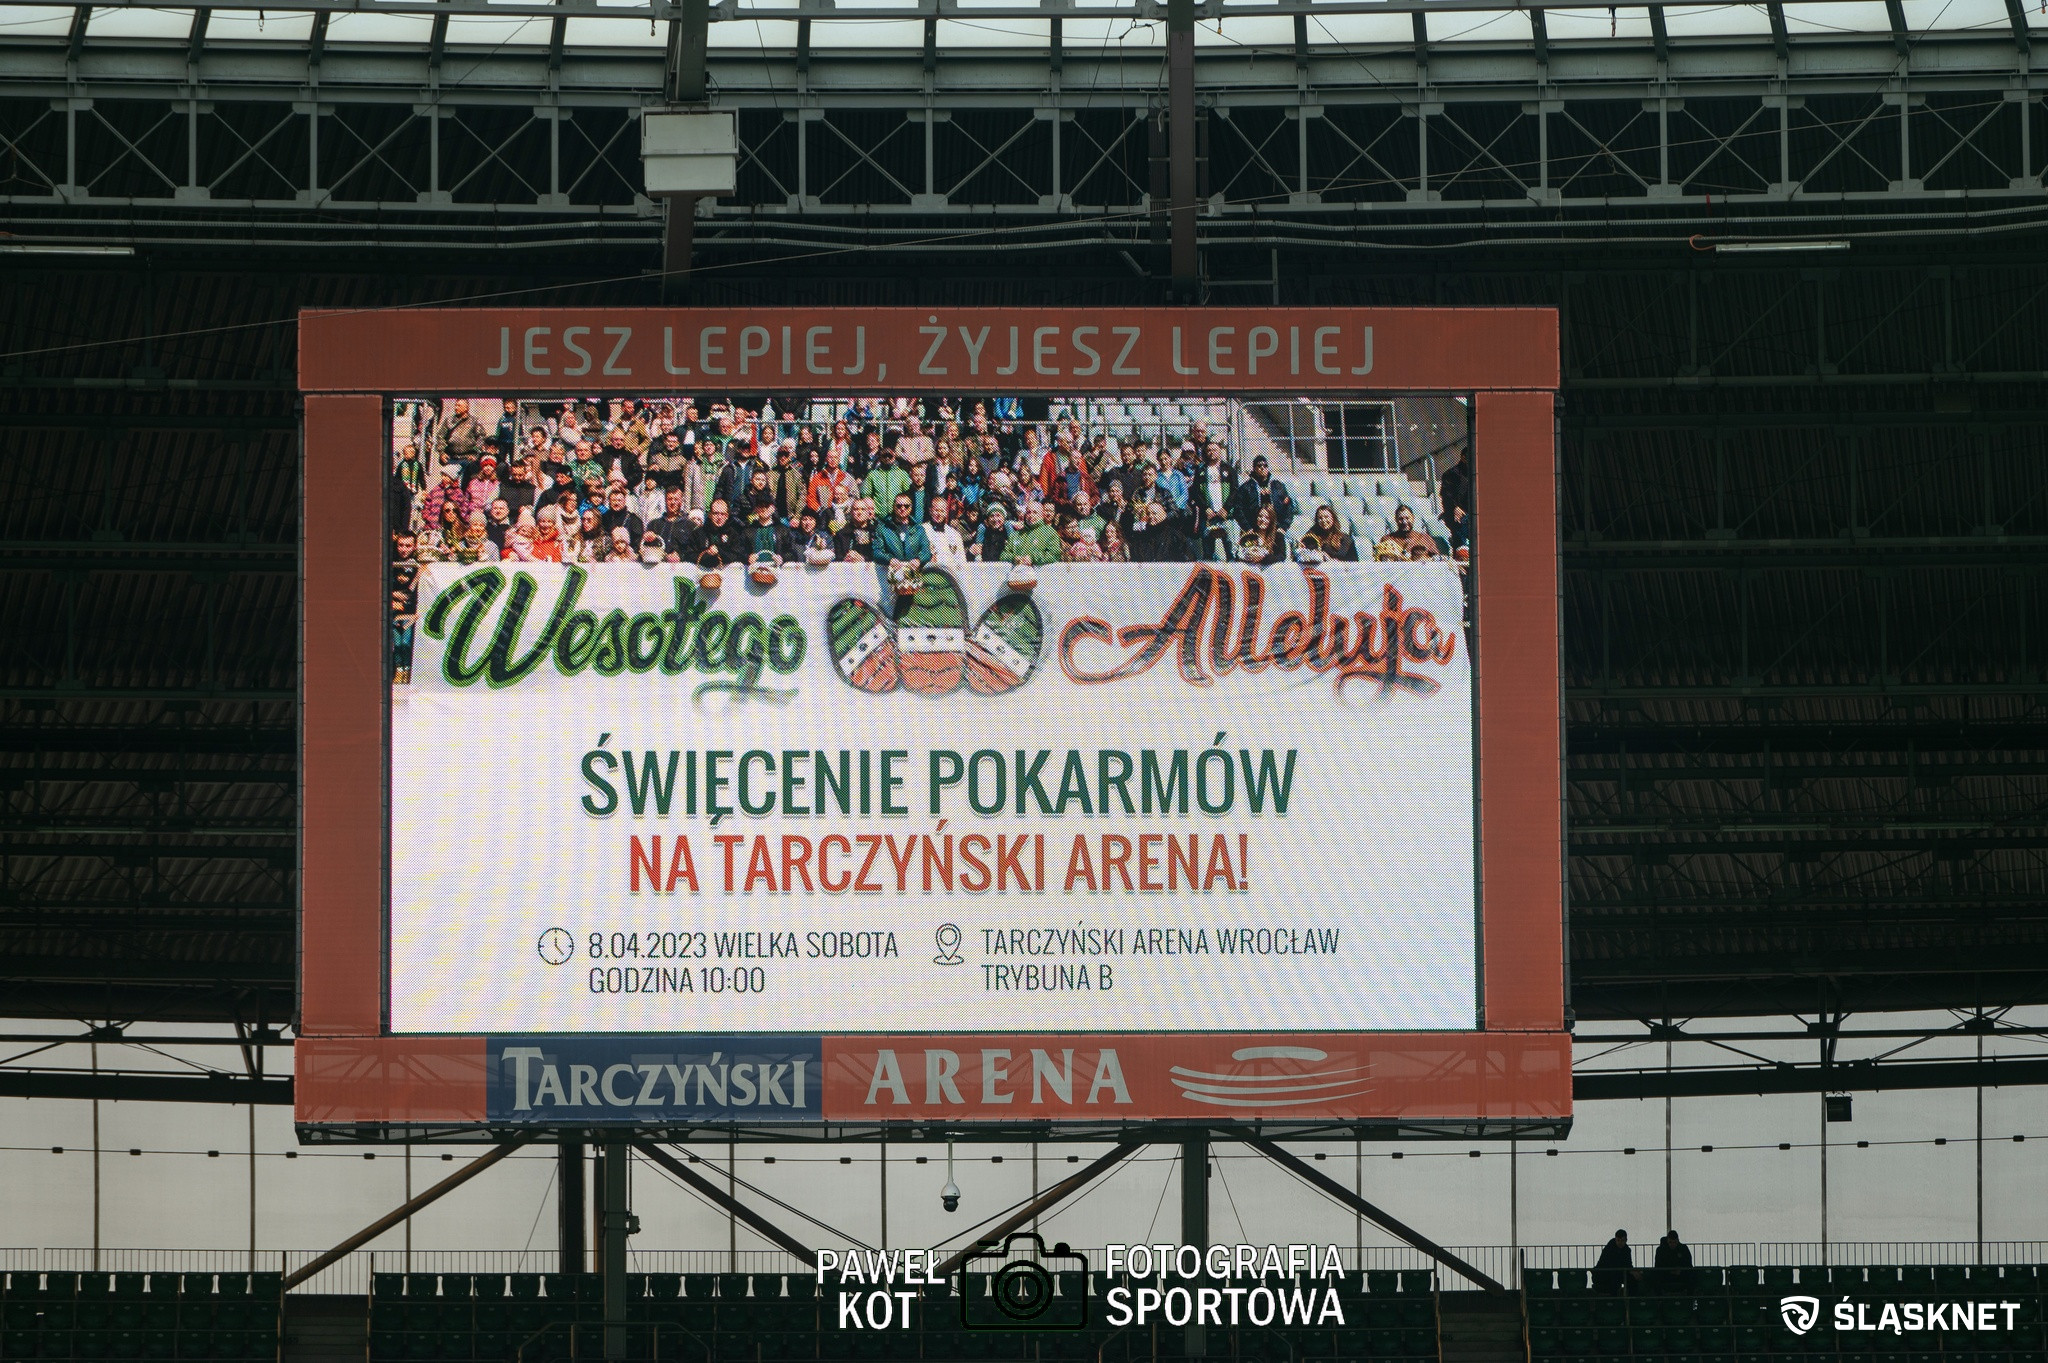 JESZ LEPIEJ, ŻYJESZ LEPIEJ
Wesołego Alleluja
ŚWIĘCENIE POKARMÓW
NA TARCZYŃSKI ARENA!
8.04.2023 WIELKA SOBOTA
GODZINA 10:00
TARCZYŃSKI ARENA WROCŁAW
TRYBUNA B
TARCZYŃSKI ARENA
PAWEŁ
KOT
FOTOGRAFIA
SPORTOWA
ŚLĄSKNET